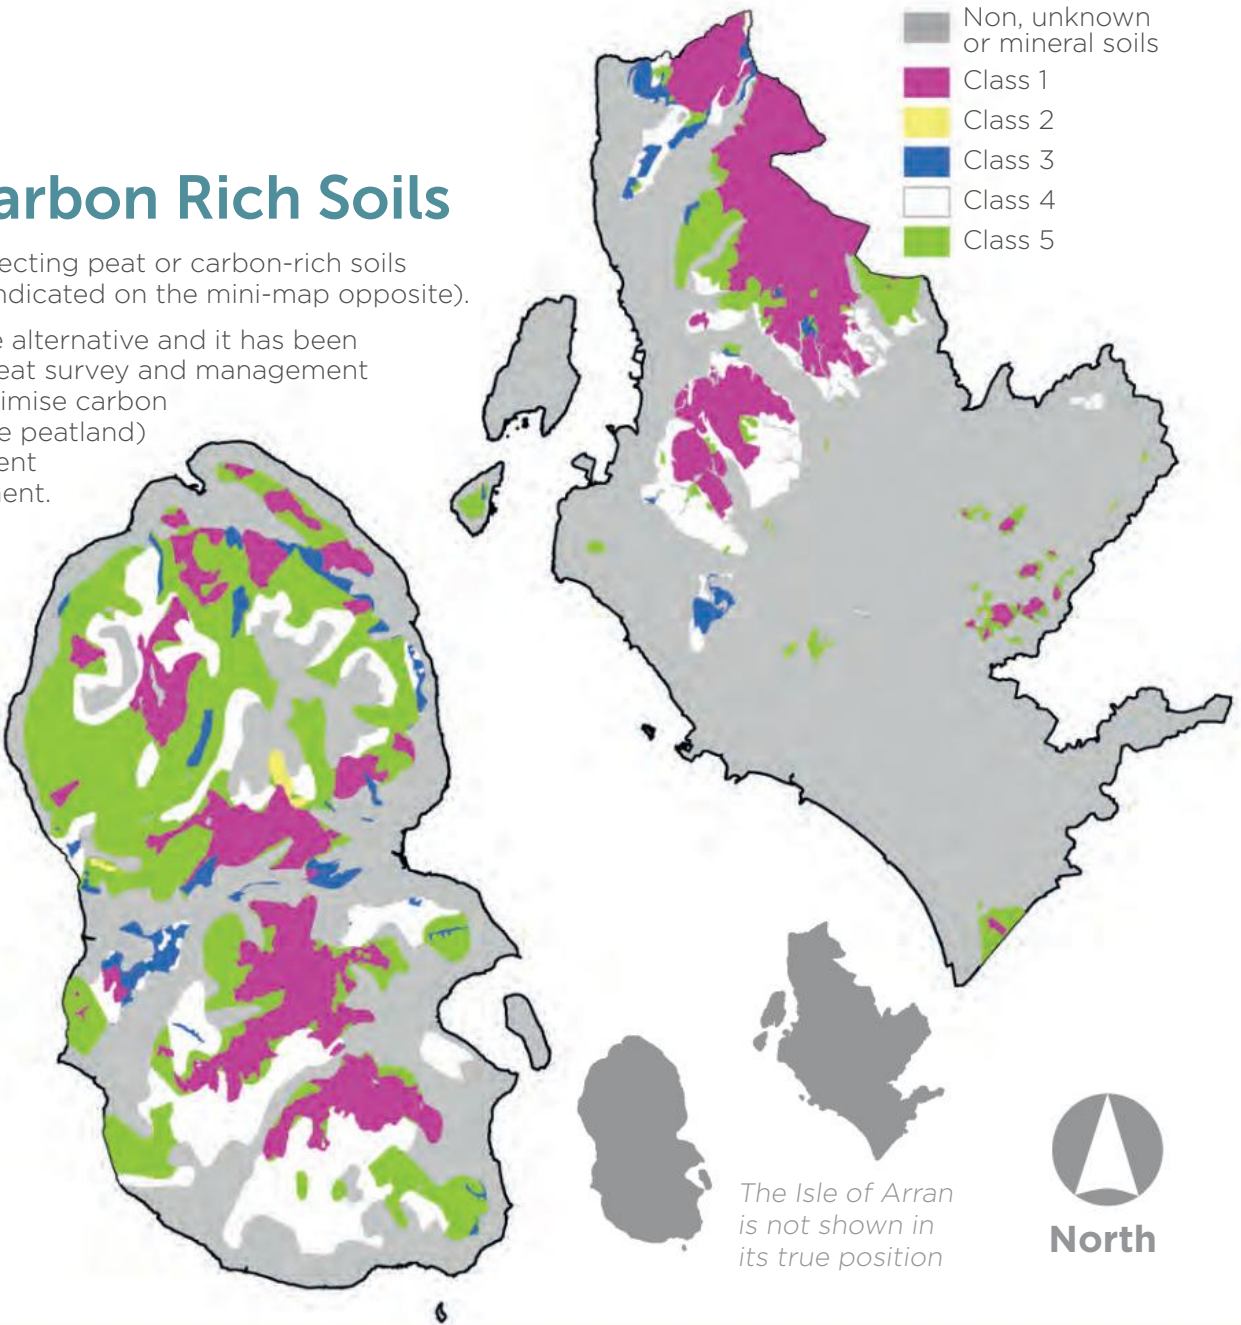 arbon Rich Soils
ecting peat or carbon-rich soils
ndicated on the mini-map opposite).
e alternative and it has been
eat survey and management
imise carbon
e peatland)
ent
nent.
Non, unknown
or mineral soils
Class 1
Class 2
Class 3
Class 4
Class 5
The Isle of Arran
is not shown in
its true position
North